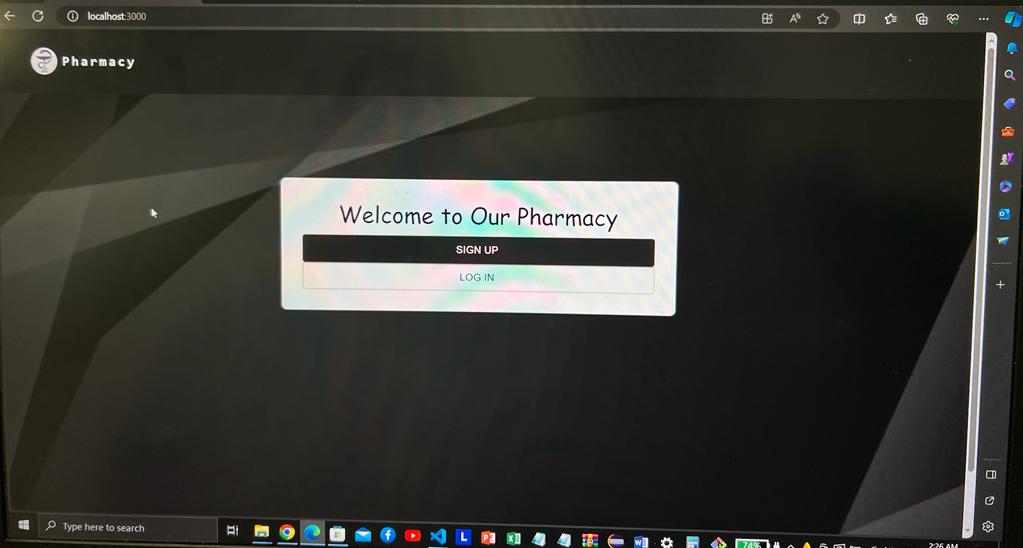 localhost:3000
Pharmacy
Welcome to Our Pharmacy
SIGN UP
LOG IN
Type here to search
74%
2:26 AM